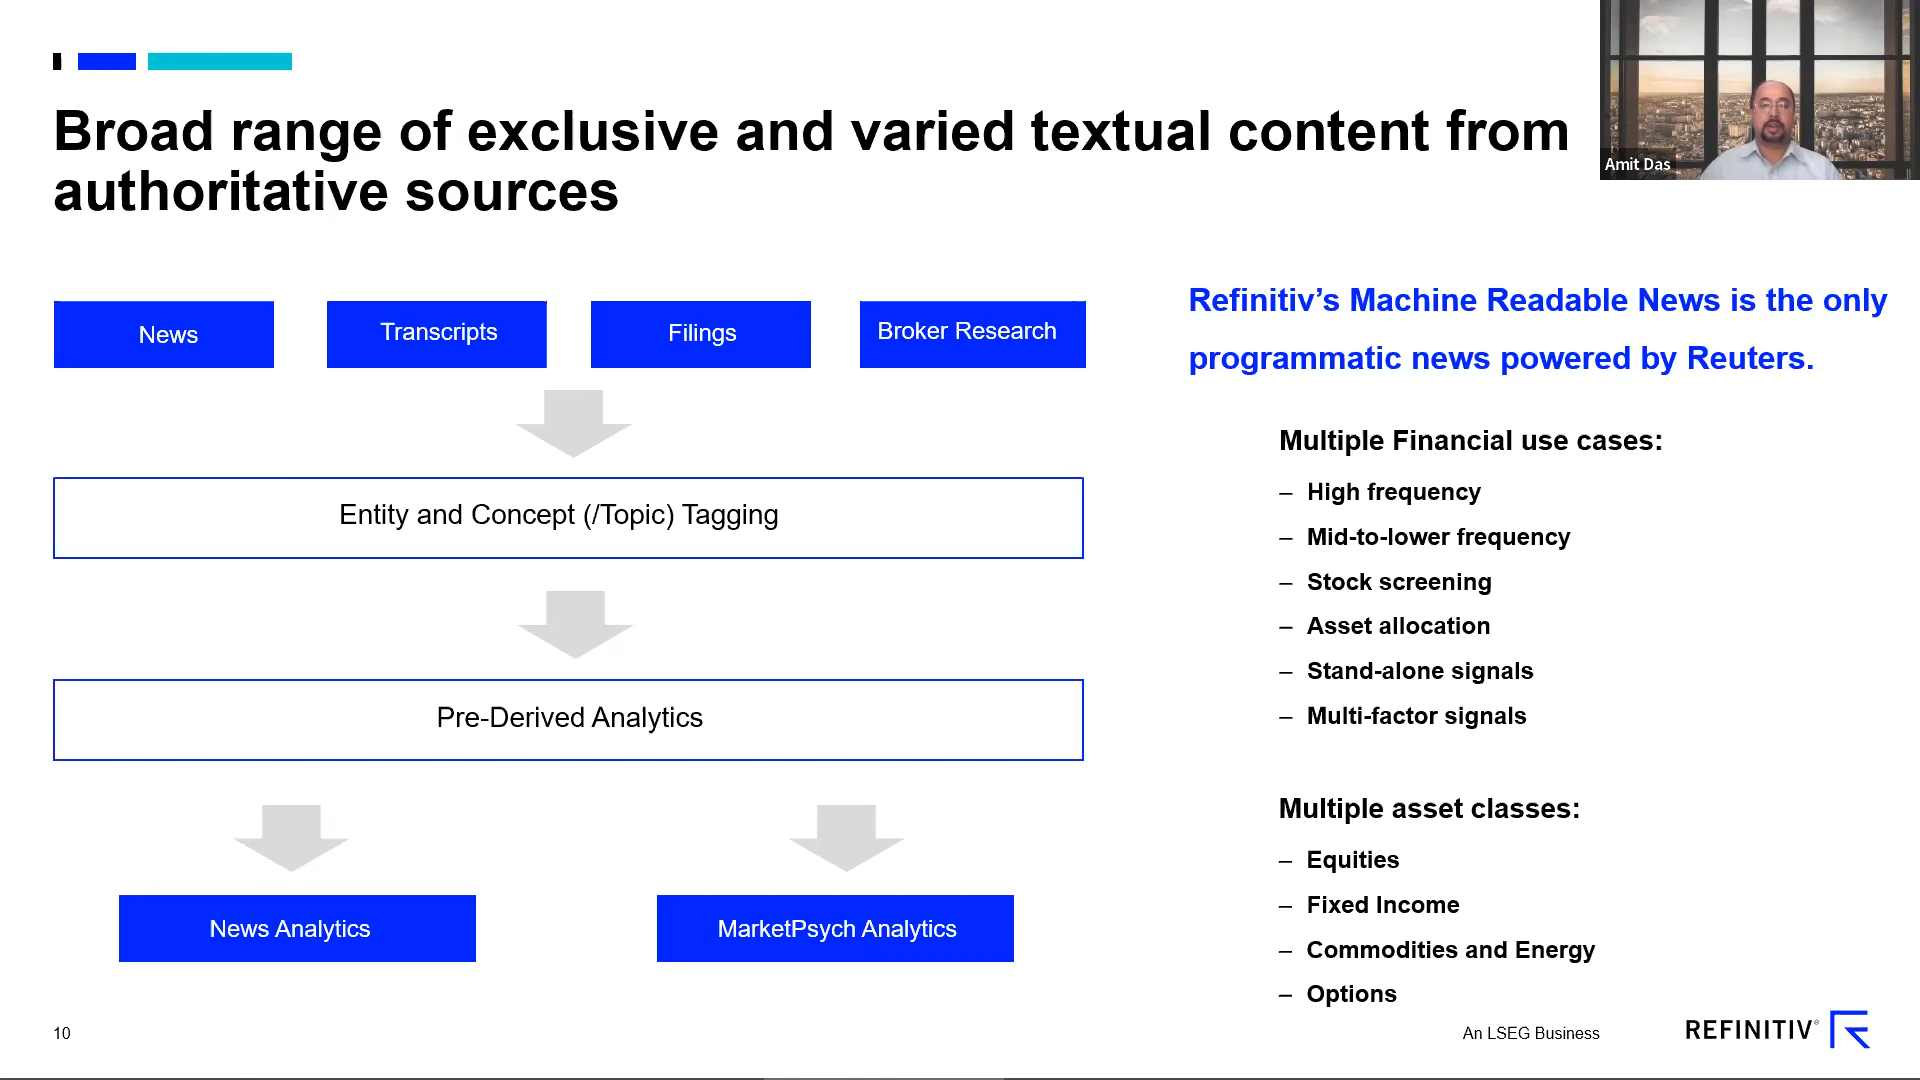 Broad range of exclusive and varied textual content from
authoritative sources
Amit Das
News
Transcripts
Filings
Broker Research
Entity and Concept (/Topic) Tagging
Pre-Derived Analytics
News Analytics
MarketPsych Analytics
Refinitiv’s Machine Readable News is the only
programmatic news powered by Reuters.
Multiple Financial use cases:
– High frequency
– Mid-to-lower frequency
– Stock screening
– Asset allocation
– Stand-alone signals
– Multi-factor signals
Multiple asset classes:
– Equities
– Fixed Income
– Commodities and Energy
– Options
10
An LSEG Business
REFINITIV®